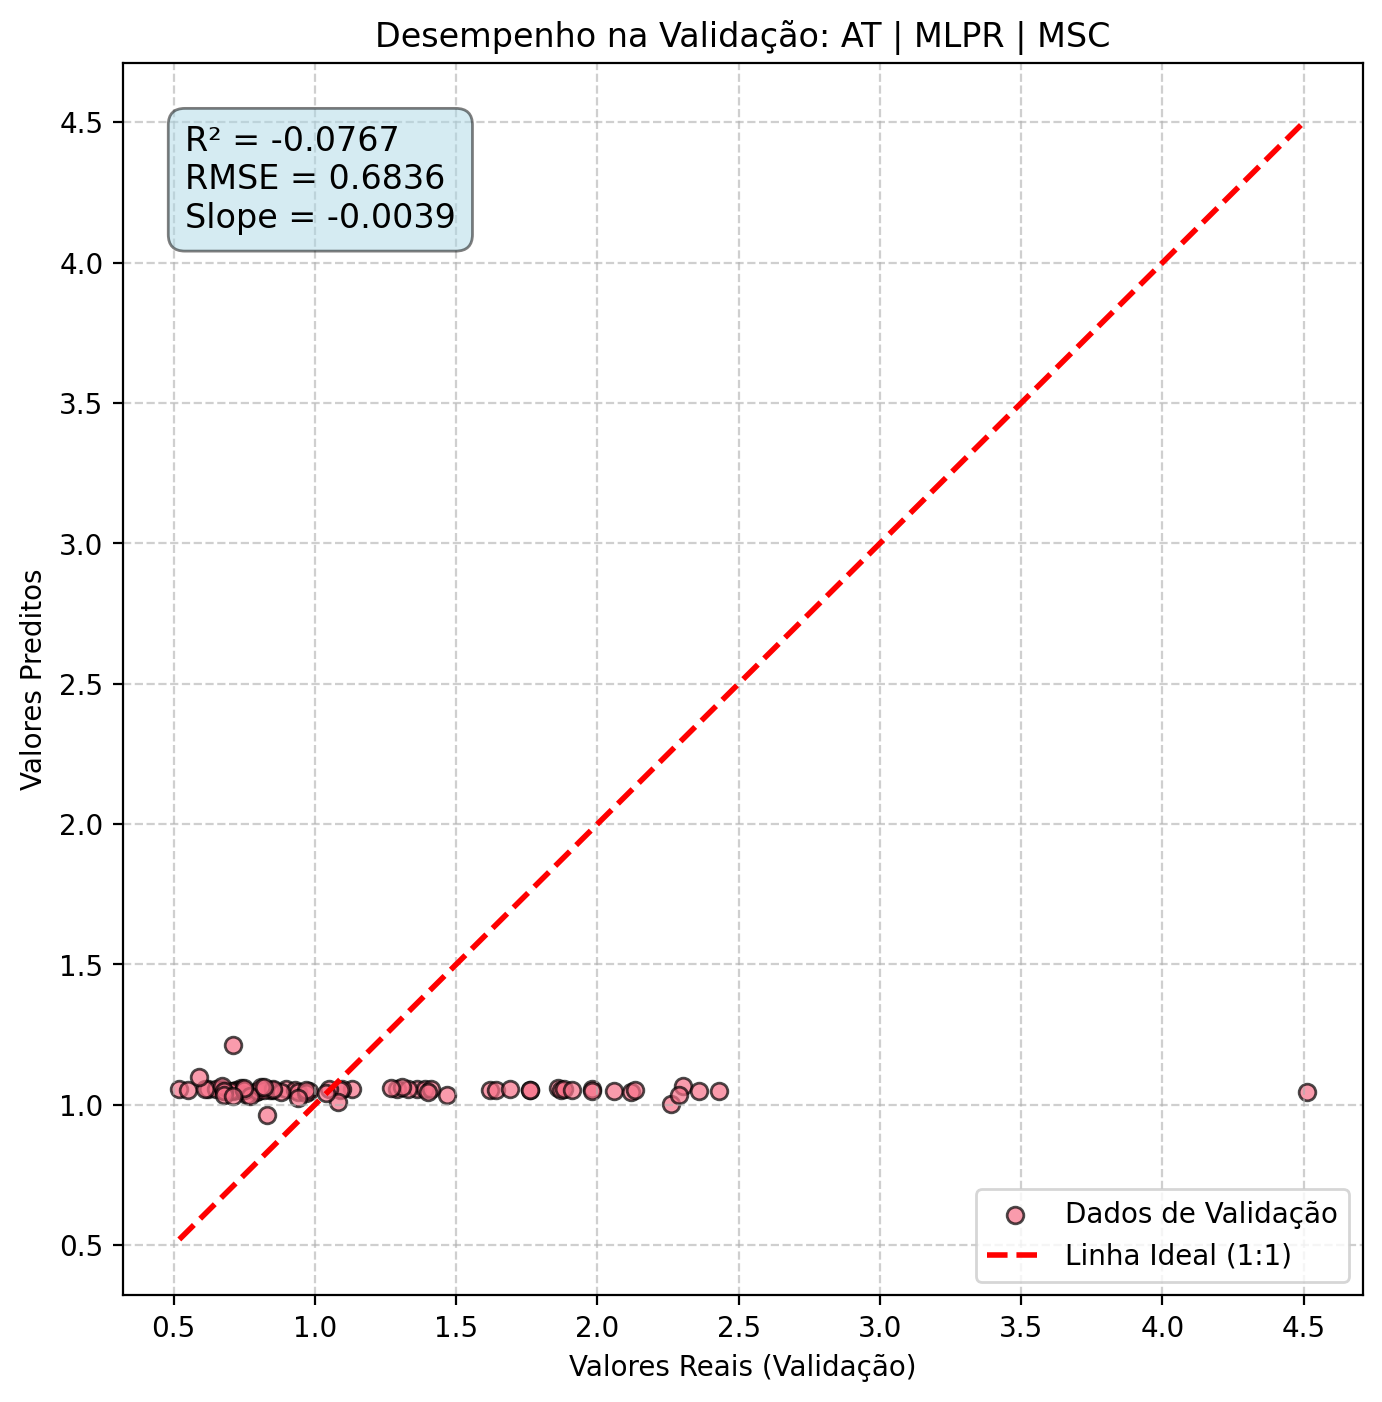 Desempenho na Validação: AT | MLPR | MSC
R² = -0.0767
RMSE = 0.6836
Slope = -0.0039
4.5
4.0
3.5
3.0
2.5
2.0
1.5
1.0
0.5
Valores Preditos
Dados de Validação
Linha Ideal (1:1)
0.5 1.0 1.5 2.0 2.5 3.0 3.5 4.0 4.5
Valores Reais (Validação)